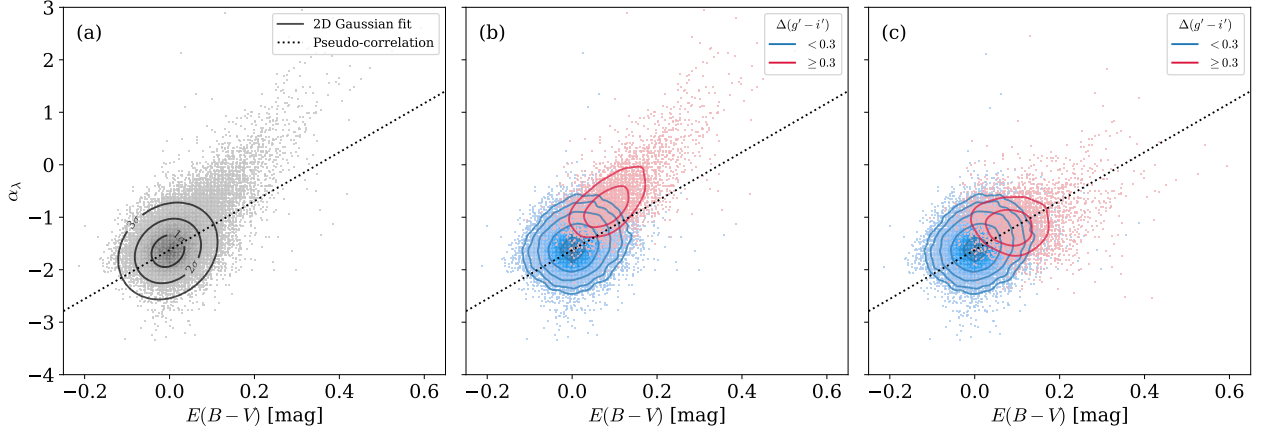 (a)
2D Gaussian fit
Pseudo-correlation
3σ
2σ
3
2
1
0
−1
−2
−3
−4
αλ
−0.2
0.0
0.2
0.4
0.6
E(B − V) [mag]
(b)
Δ(g′ − i′)
< 0.3
≥ 0.3
−0.2
0.0
0.2
0.4
0.6
E(B − V) [mag]
(c)
Δ(g′ − i′)
< 0.3
≥ 0.3
−0.2
0.0
0.2
0.4
0.6
E(B − V) [mag]